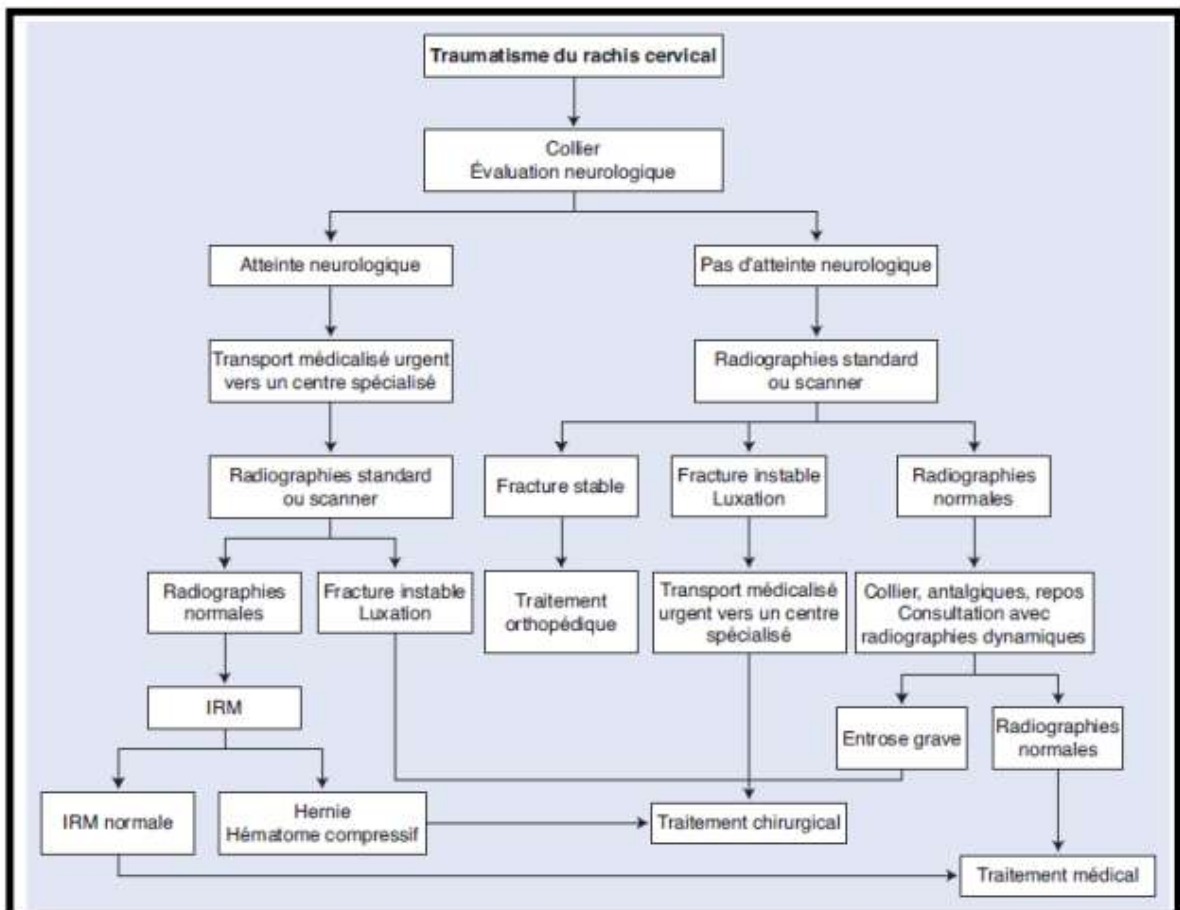 Traumatisme du rachis cervical
Collier
Évaluation neurologique
Atteinte neurologique
Pas d'atteinte neurologique
Transport médicalisé urgent
vers un centre spécialisé
Radiographies standard
ou scanner
Radiographies standard
ou scanner
Fracture stable
Fracture instable
Luxation
Radiographies
normales
Radiographies
normales
Fracture instable
Luxation
Traitement
orthopédique
Transport médicalisé
urgent vers un centre
spécialisé
Collier, antalgiques, repos
Consultation avec
radiographies dynamiques
IRM
Entrose grave
Radiographies
normales
IRM normale
Hernie
Hématome compressif
Traitement chirurgical
Traitement médical